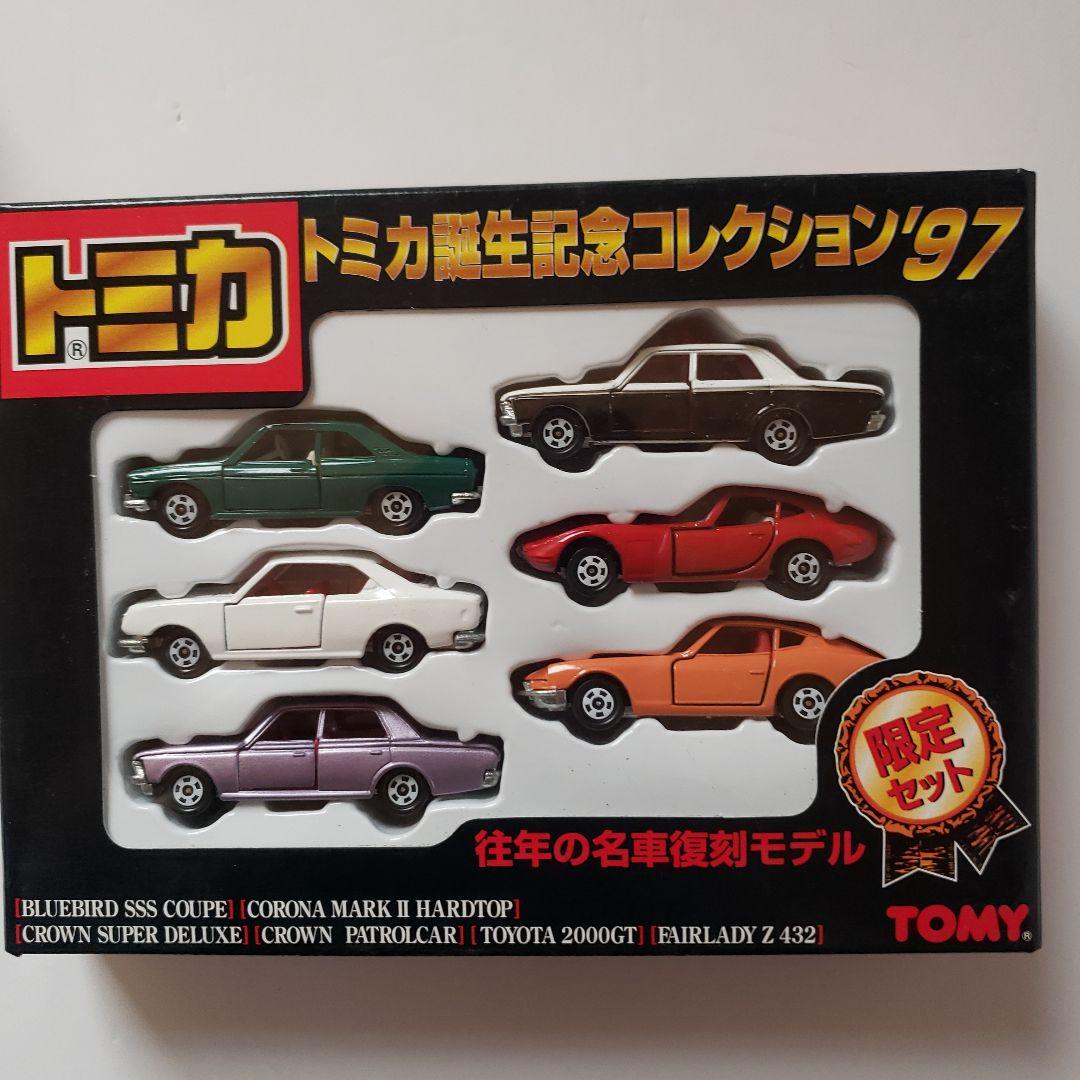 トミカ®
トミカ誕生記念コレクション'97
限定
セット
往年の名車復刻モデル
[BLUEBIRD SSS COUPE] [CORONA MARK II HARDTOP]
[CROWN SUPER DELUXE] [CROWN PATROLCAR] [TOYOTA 2000GT] [FAIRLADY Z 432]
TOMY®